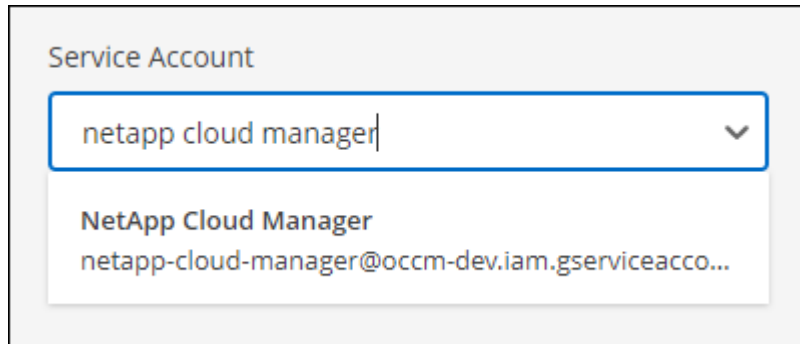 Service Account
netapp cloud manager
NetApp Cloud Manager
netapp-cloud-manager@occm-dev.iam.gserviceacco...